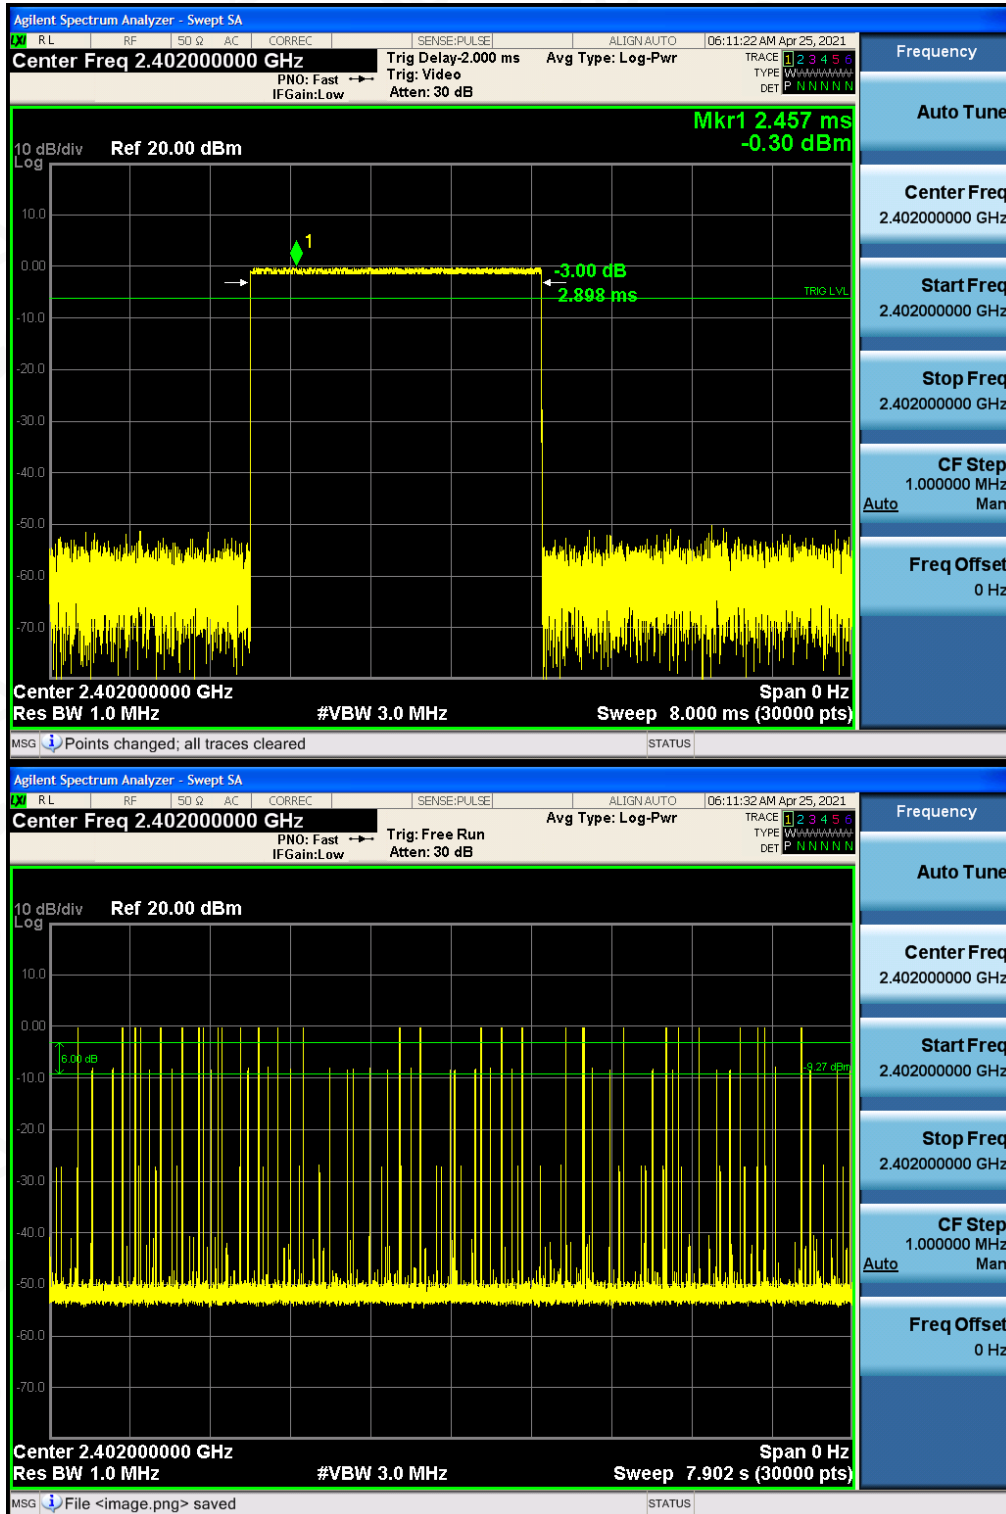 Agilent Spectrum Analyzer - Swept SA
LXI RL RF 50 Ω AC CORREC SENSE:PULSE ALIGN AUTO 06:11:22 AM Apr 25, 2021
Center Freq 2.402000000 GHz
PNO: Fast
IFGain:Low
Trig Delay-2.000 ms
Trig: Video
Atten: 30 dB
Avg Type: Log-Pwr
TRACE 1 2 3 4 5 6
TYPE WWWWWW
DET P N N N N N
Mkr1 2.457 ms
-0.30 dBm
10 dB/div Ref 20.00 dBm
Log
10.0
1
0.00
-3.00 dB
2.898 ms
TRIG LVL
-10.0
-20.0
-30.0
-40.0
-50.0
-60.0
-70.0
Center 2.402000000 GHz Span 0 Hz
Res BW 1.0 MHz #VBW 3.0 MHz Sweep 8.000 ms (30000 pts)
MSG Points changed; all traces cleared STATUS
Frequency
Auto Tune
Center Freq
2.402000000 GHz
Start Freq
2.402000000 GHz
Stop Freq
2.402000000 GHz
CF Step
1.000000 MHz
Auto Man
Freq Offset
0 Hz
Agilent Spectrum Analyzer - Swept SA
LXI RL RF 50 Ω AC CORREC SENSE:PULSE ALIGN AUTO 06:11:32 AM Apr 25, 2021
Center Freq 2.402000000 GHz
PNO: Fast
IFGain:Low
Trig: Free Run
Atten: 30 dB
Avg Type: Log-Pwr
TRACE 1 2 3 4 5 6
TYPE WWWWWW
DET P N N N N N
10 dB/div Ref 20.00 dBm
Log
10.0
0.00
6.00 dB
-9.27 dBm
-10.0
-20.0
-30.0
-40.0
-50.0
-60.0
-70.0
Center 2.402000000 GHz Span 0 Hz
Res BW 1.0 MHz #VBW 3.0 MHz Sweep 7.902 s (30000 pts)
MSG File <image.png> saved STATUS
Frequency
Auto Tune
Center Freq
2.402000000 GHz
Start Freq
2.402000000 GHz
Stop Freq
2.402000000 GHz
CF Step
1.000000 MHz
Auto Man
Freq Offset
0 Hz